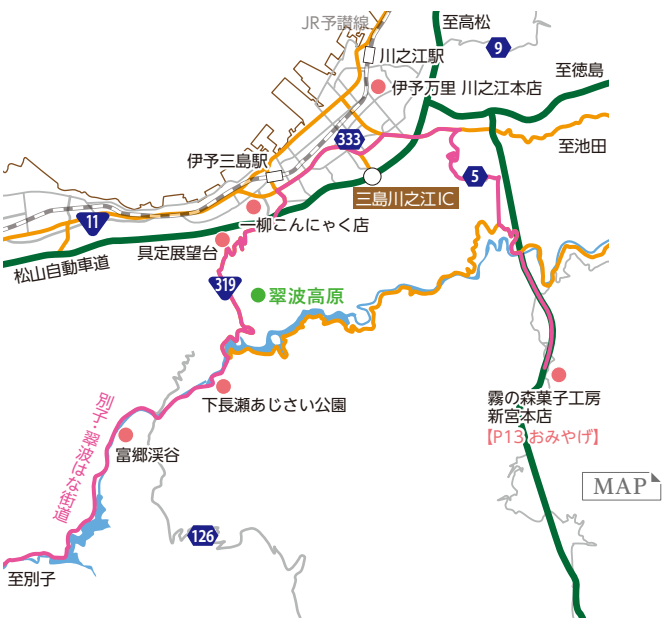 JR予讃線
至高松
9
川之江駅
至徳島
伊予万里 川之江本店
333
至池田
伊予三島駅
5
三島川之江IC
11
一柳こんにゃく店
具定展望台
松山自動車道
319
翠波高原
霧の森菓子工房
新宮本店
【P13 おみやげ】
下長瀬あじさい公園
別子・翠波はな街道
富郷渓谷
MAP
126
至別子